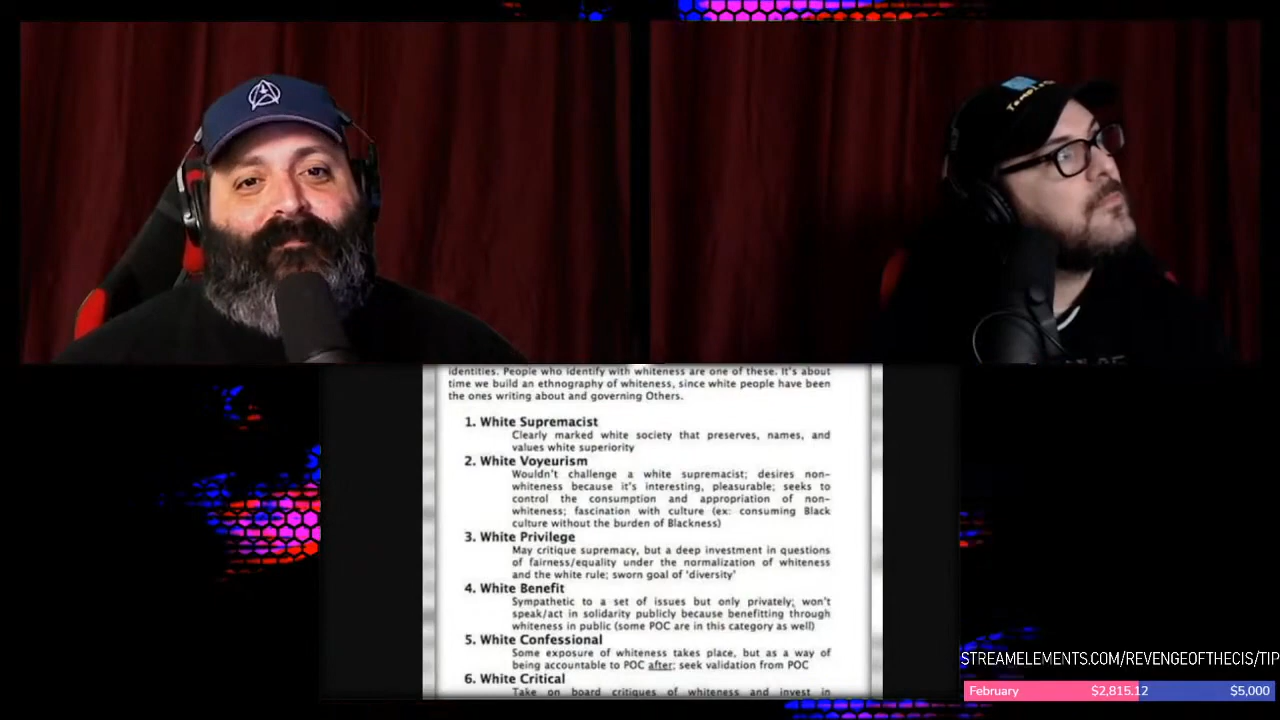 identities. People who identify with whiteness are one of these. It's about
time we build an ethnography of whiteness, since white people have been
the ones writing about and governing Others.
1. White Supremacist
Clearly marked white society that preserves, names, and
values white superiority
2. White Voyeurism
Wouldn't challenge a white supremacist; desires non-
whiteness because it's interesting, pleasurable; seeks to
control the consumption and appropriation of non-
whiteness; fascination with culture (ex: consuming Black
culture without the burden of Blackness)
3. White Privilege
May critique supremacy, but a deep investment in questions
of fairness/equality under the normalization of whiteness
and the white rule; sworn goal of 'diversity'
4. White Benefit
Sympathetic to a set of issues but only privately; won't
speak/act in solidarity publicly because benefitting through
whiteness in public (some POC are in this category as well)
5. White Confessional
Some exposure of whiteness takes place, but as a way of
being accountable to POC after; seek validation from POC
6. White Critical
Take on board critiques of whiteness and invest in
STREAMELEMENTS.COM/REVENGEOFTHECIS/TIP
February $2,815.12 $5,000